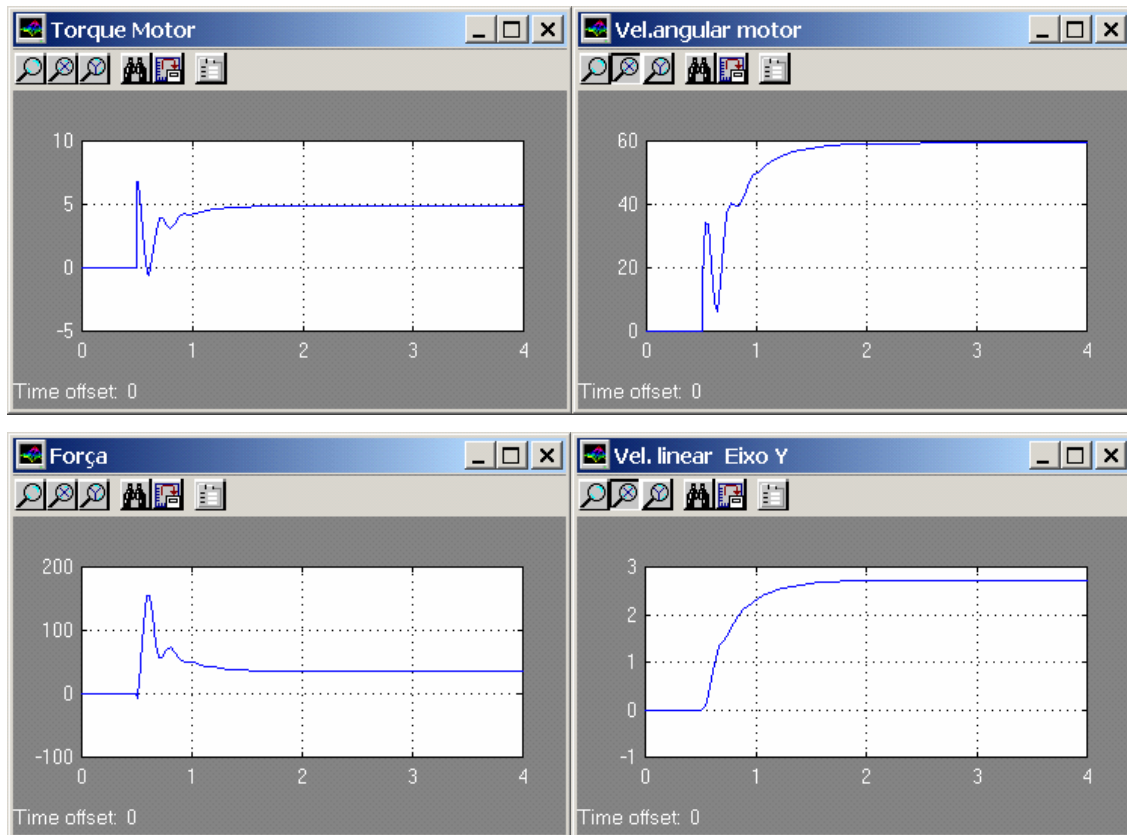 Torque Motor
10
5
0
-5
0 1 2 3 4
Time offset: 0
Vel.angular motor
60
40
20
0
0 1 2 3 4
Time offset: 0
Força
200
100
0
-100
0 1 2 3 4
Time offset: 0
Vel. linear Eixo Y
3
2
1
0
-1
0 1 2 3 4
Time offset: 0